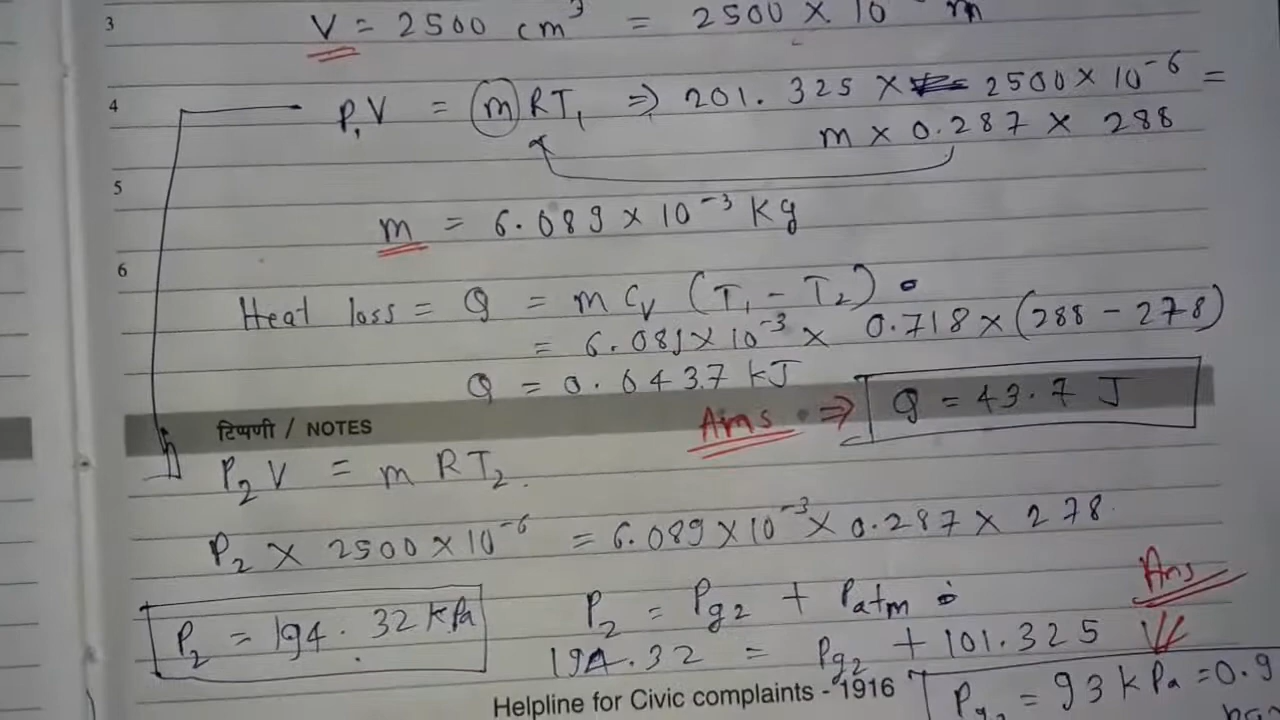 3
V = 2500 cm³ = 2500 × 10 m
4
P₁V = m RT₁ ⇒ 201.325 × 2500 × 10⁻⁶ =
m × 0.287 × 288
5
m = 6.089 × 10⁻³ Kg
6
Heat loss = Q = m Cv (T₁ - T₂)
= 6.089 × 10⁻³ × 0.718 × (288 - 278)
Q = 0.0437 kJ
Ans ⇒ Q = 43.7 J
टिप्पणी / NOTES
P₂ V = m RT₂.
P₂ × 2500 × 10⁻⁶ = 6.089 × 10⁻³ × 0.287 × 278.
Ans
P₂ = 194.32 kPa
P₂ = Pg₂ + Patm
194.32 = Pg₂ + 101.325
Pg₂ = 93 kPa = 0.9
Helpline for Civic complaints - 1916